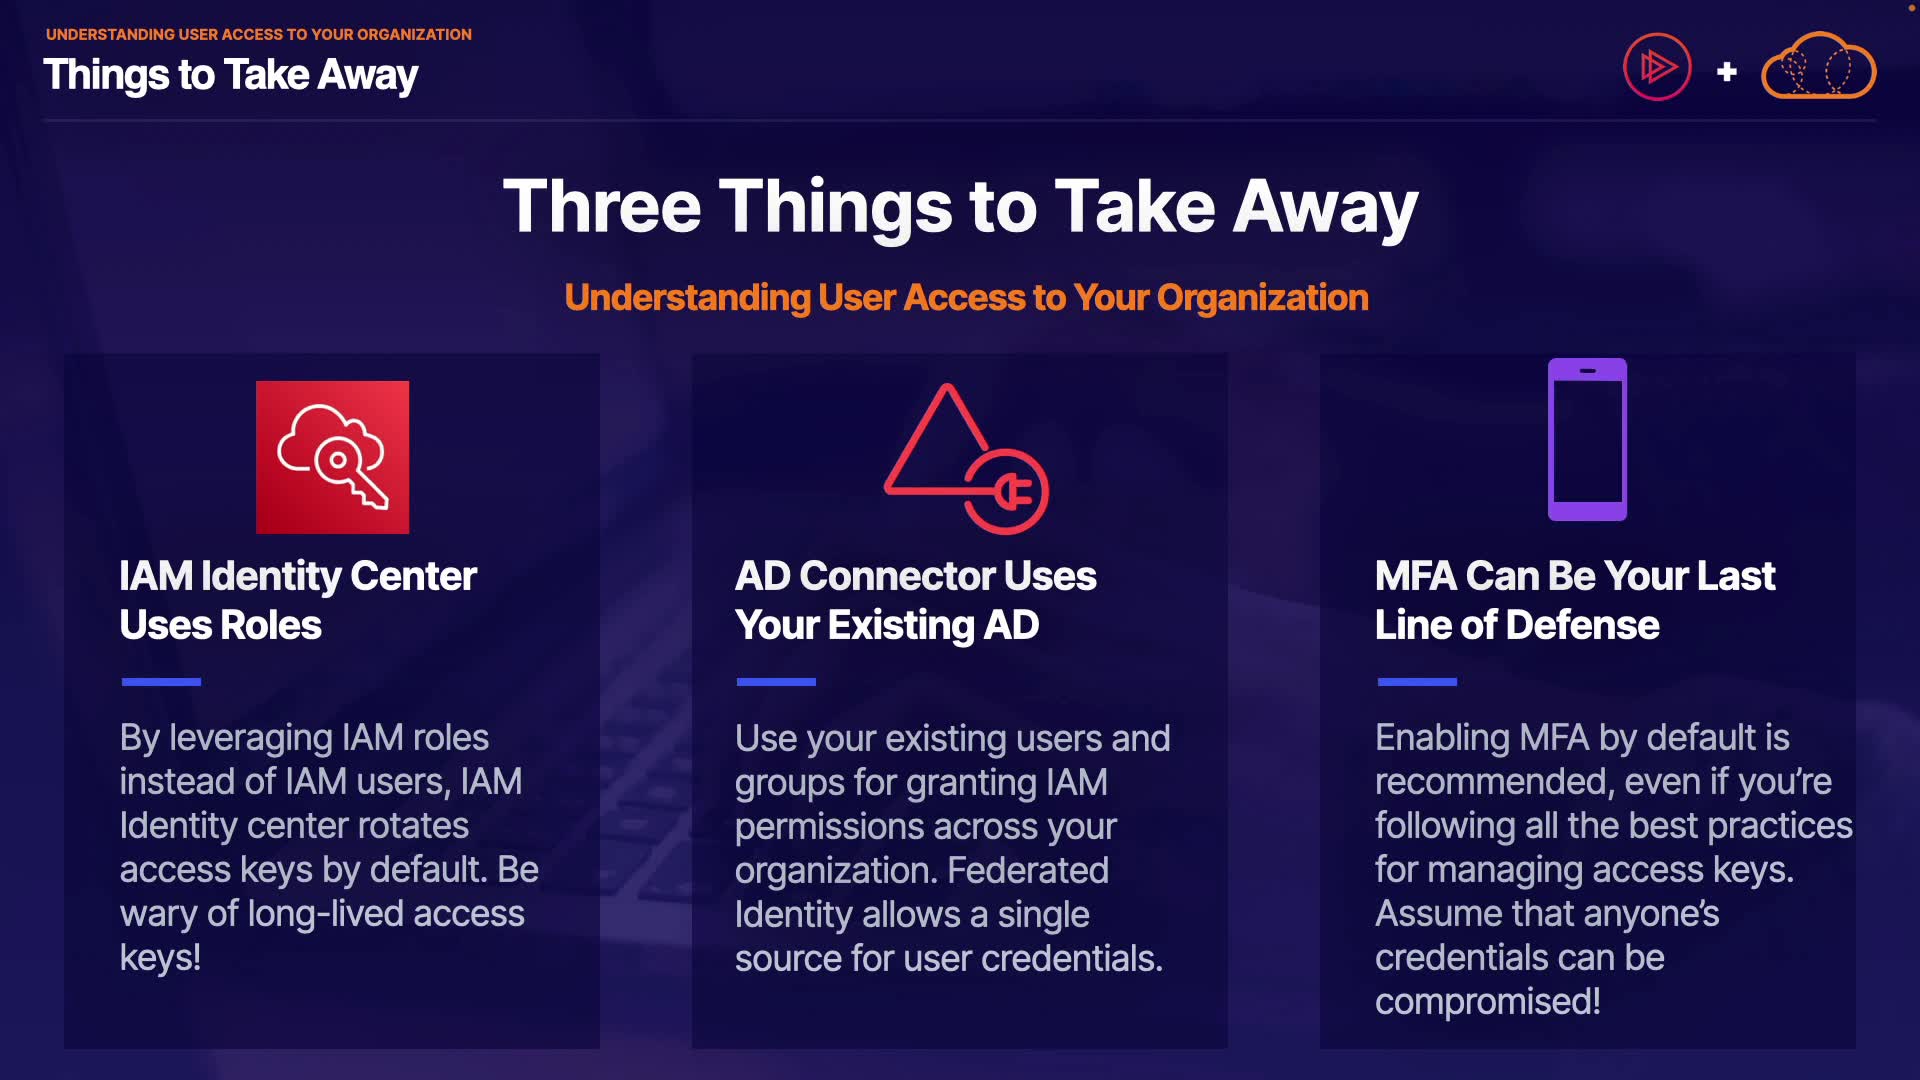 UNDERSTANDING USER ACCESS TO YOUR ORGANIZATION
Things to Take Away
Three Things to Take Away
Understanding User Access to Your Organization
IAM Identity Center
Uses Roles
By leveraging IAM roles
instead of IAM users, IAM
Identity center rotates
access keys by default. Be
wary of long-lived access
keys!
AD Connector Uses
Your Existing AD
Use your existing users and
groups for granting IAM
permissions across your
organization. Federated
Identity allows a single
source for user credentials.
MFA Can Be Your Last
Line of Defense
Enabling MFA by default is
recommended, even if you’re
following all the best practices
for managing access keys.
Assume that anyone’s
credentials can be
compromised!